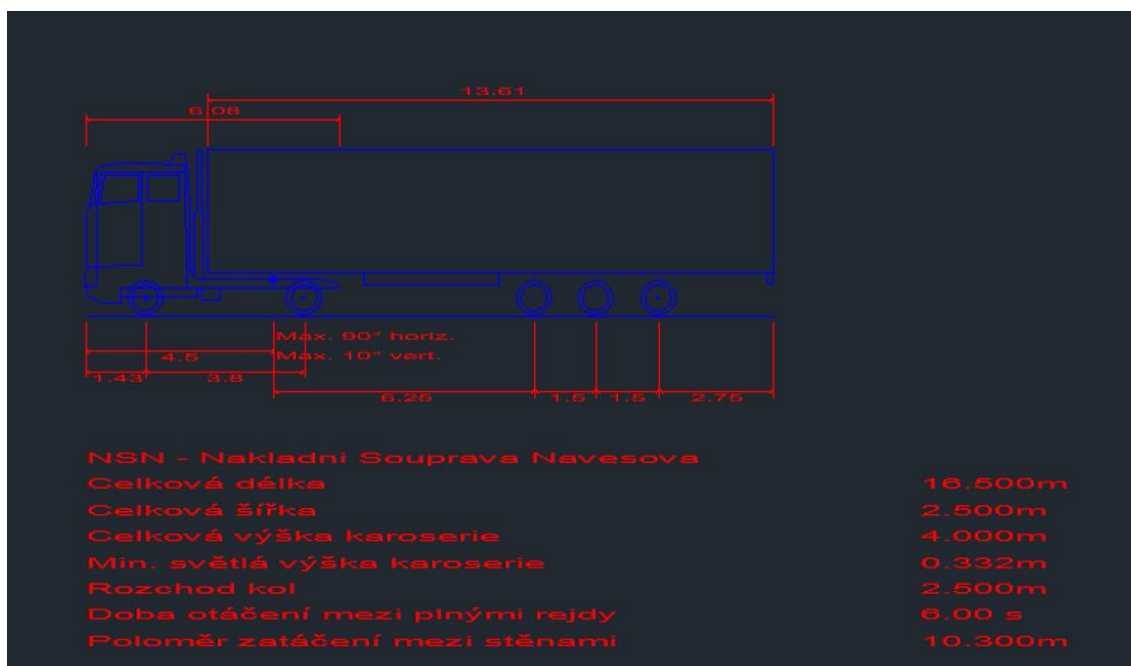 13.61
6.08
Max. 90° horiz.
4.5 Max. 10° vert.
1.43 3.8
6.25 1.5 1.5 2.75
NSN - Nakladni Souprava Navesova
Celková délka 16.500m
Celková šířka 2.500m
Celková výška karoserie 4.000m
Min. světlá výška karoserie 0.332m
Rozchod kol 2.500m
Doba otáčení mezi plnými rejdy 6.00 s
Poloměr zatáčení mezi stěnami 10.300m